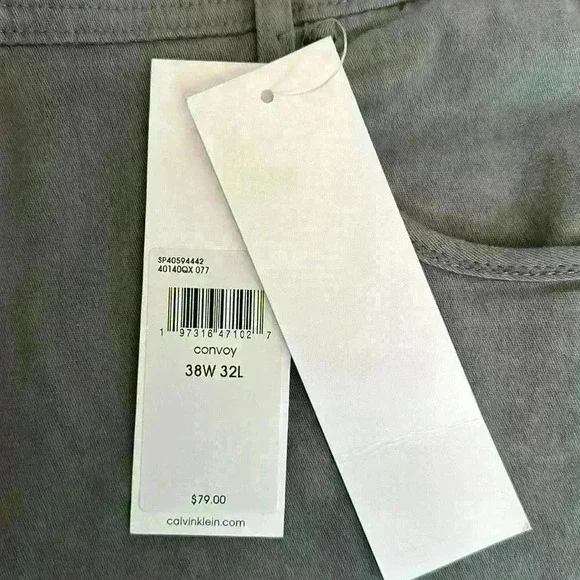 SP40594442
40140QX 077
1 97316 47102 7
convoy
38W 32L
$79.00
calvinklein.com